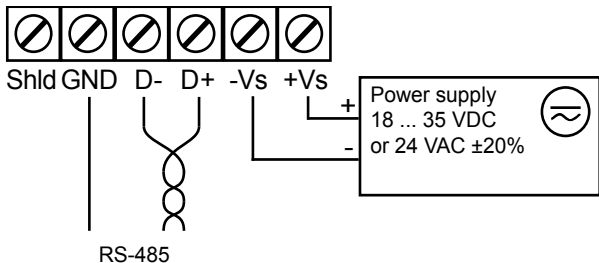 Shld GND D- D+ -Vs +Vs
+
Power supply
18 ... 35 VDC
-
or 24 VAC ±20%
RS-485